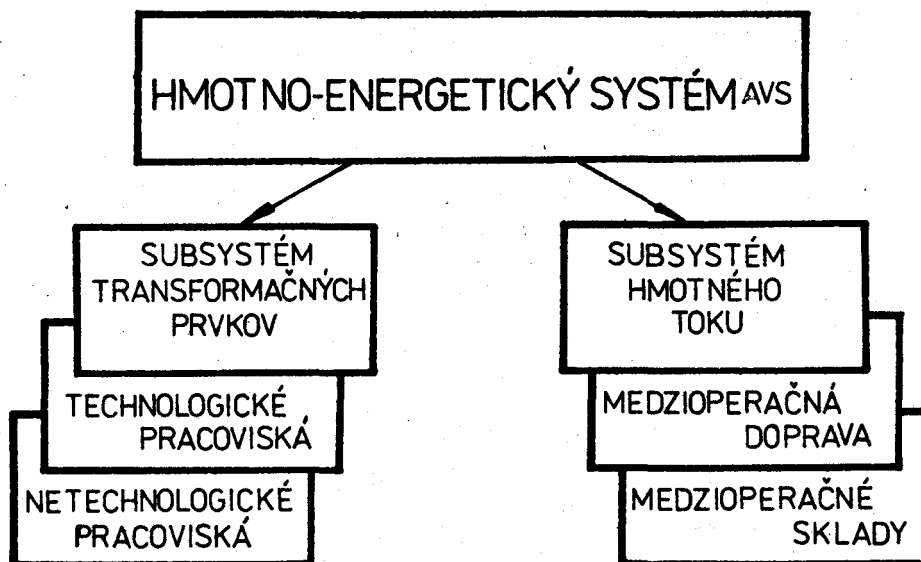 HMOTNO-ENERGETICKÝ SYSTÉM AVS
SUBSYSTÉM
TRANSFORMAČNÝCH
PRVKOV
TECHNOLOGICKÉ
PRACOVISKÁ
NETECHNOLOGICKÉ
PRACOVISKÁ
SUBSYSTÉM
HMOTNÉHO
TOKU
MEDZIOPERAČNÁ
DOPRAVA
MEDZIOPERAČNÉ
SKLADY